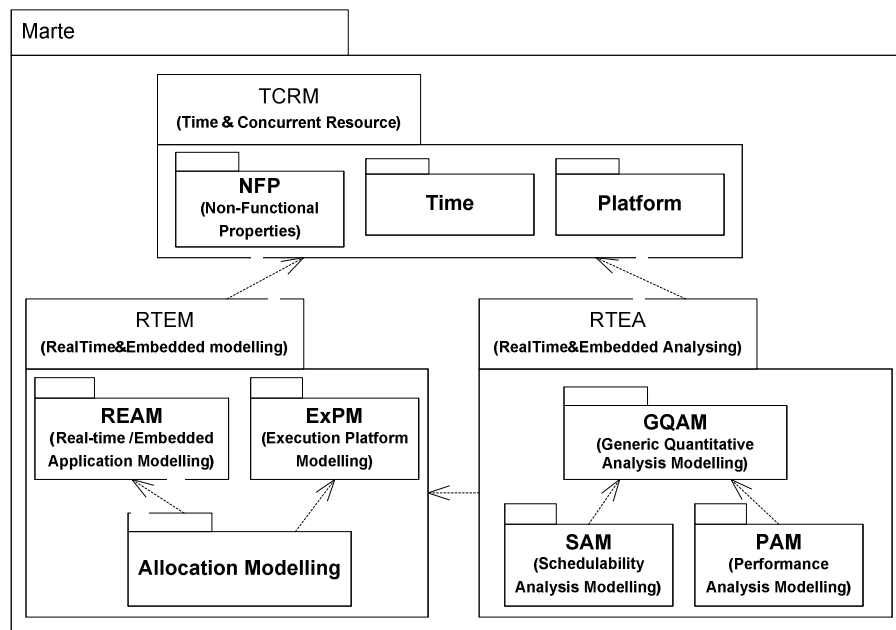 Marte
TCRM
(Time & Concurrent Resource)
NFP
(Non-Functional
Properties)
Time
Platform
RTEM
(RealTime&Embedded modelling)
RTEA
(RealTime&Embedded Analysing)
REAM
(Real-time /Embedded
Application Modelling)
ExPM
(Execution Platform
Modelling)
Allocation Modelling
GQAM
(Generic Quantitative
Analysis Modelling)
SAM
(Schedulability
Analysis Modelling)
PAM
(Performance
Analysis Modelling)